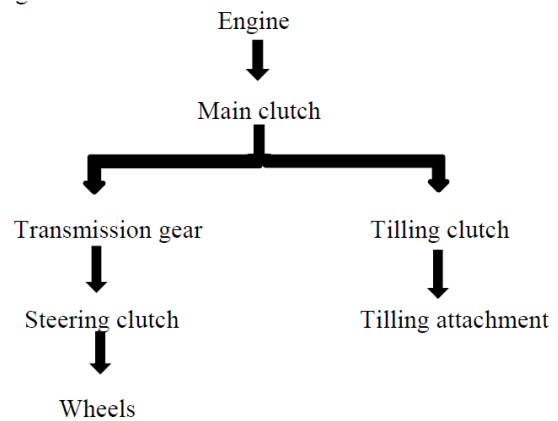 Engine
Main clutch
Transmission gear
Tilling clutch
Steering clutch
Tilling attachment
Wheels